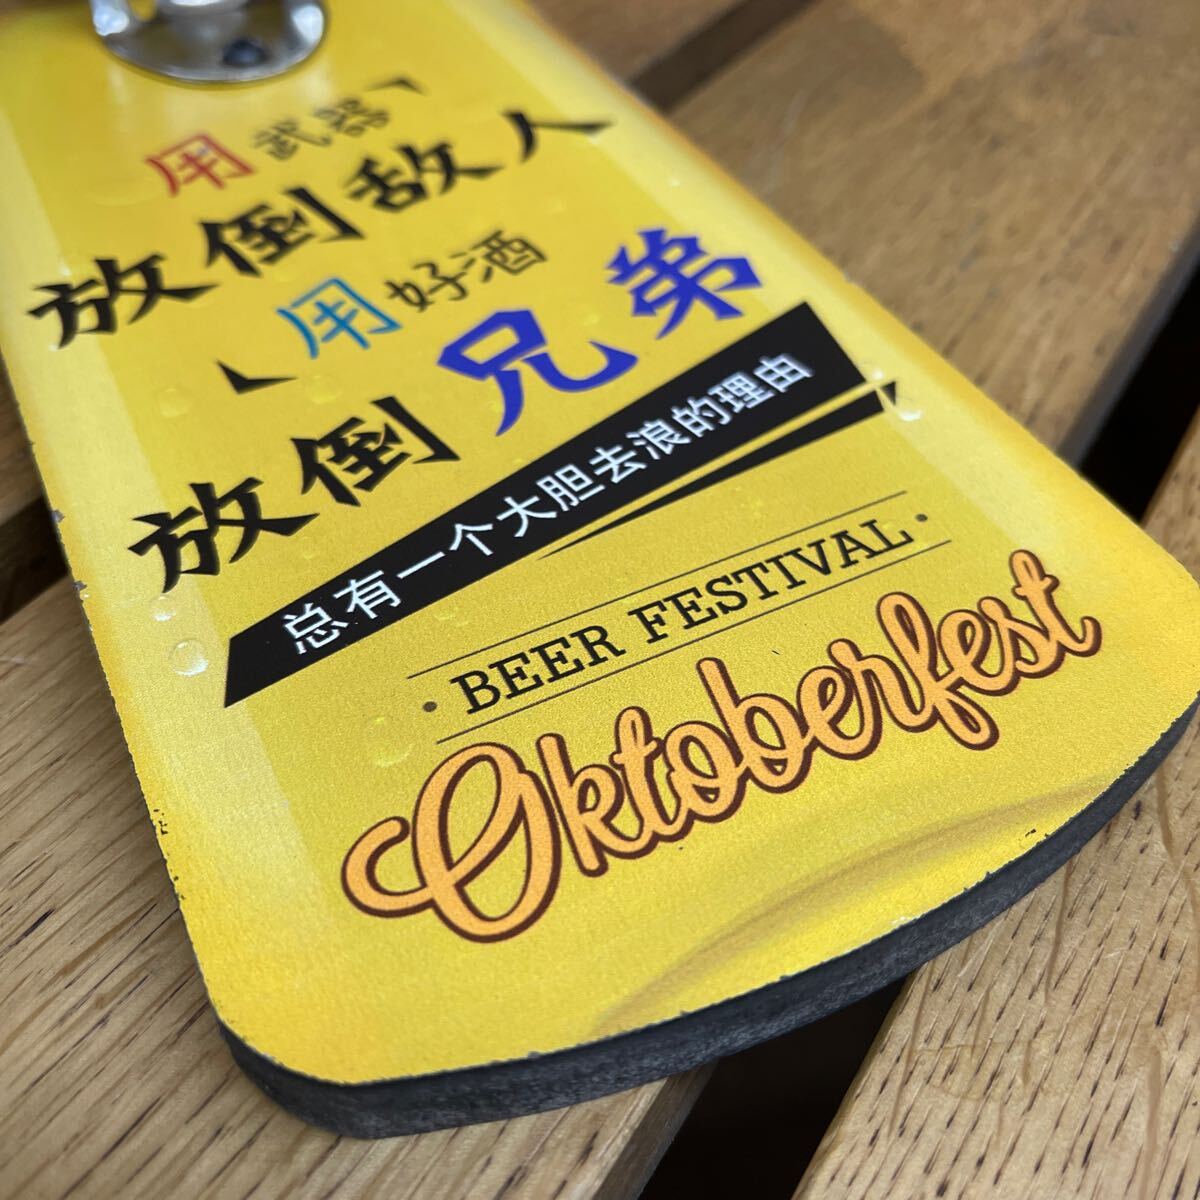 用武器
放倒敌人
用好酒
放倒兄弟
总有一个大胆去浪的理由
· BEER FESTIVAL ·
Oktoberfest